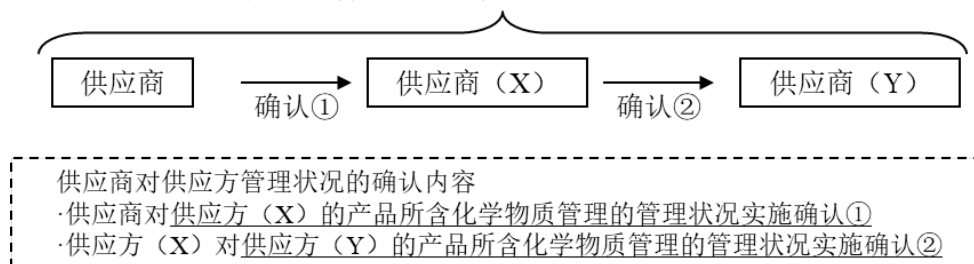 供应商
供应商（X）
供应商（Y）
确认①
确认②
供应商对供应方管理状况的确认内容
·供应商对供应方（X）的产品所含化学物质管理的管理状况实施确认①
·供应方（X）对供应方（Y）的产品所含化学物质管理的管理状况实施确认②